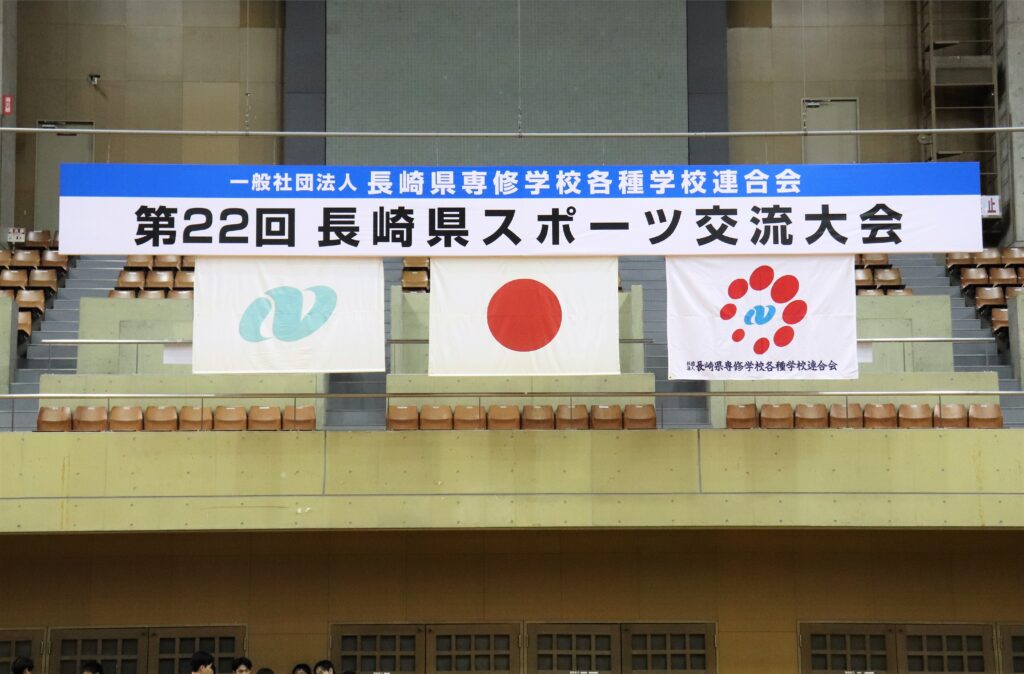 一般社団法人 長崎県専修学校各種学校連合会
第22回 長崎県スポーツ交流大会
長崎県専修学校各種学校連合会
止